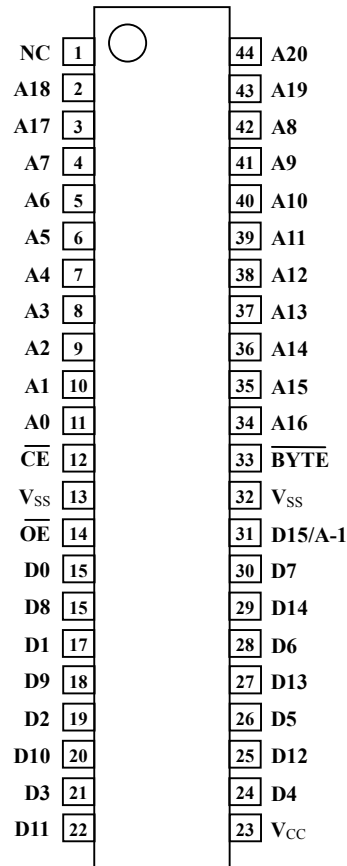 NC 1 44 A20
A18 2 43 A19
A17 3 42 A8
A7 4 41 A9
A6 5 40 A10
A5 6 39 A11
A4 7 38 A12
A3 8 37 A13
A2 9 36 A14
A1 10 35 A15
A0 11 34 A16
C̅E̅ 12 33 B̅Y̅T̅E̅
VSS 13 32 VSS
O̅E̅ 14 31 D15/A-1
D0 15 30 D7
D8 15 29 D14
D1 17 28 D6
D9 18 27 D13
D2 19 26 D5
D10 20 25 D12
D3 21 24 D4
D11 22 23 VCC